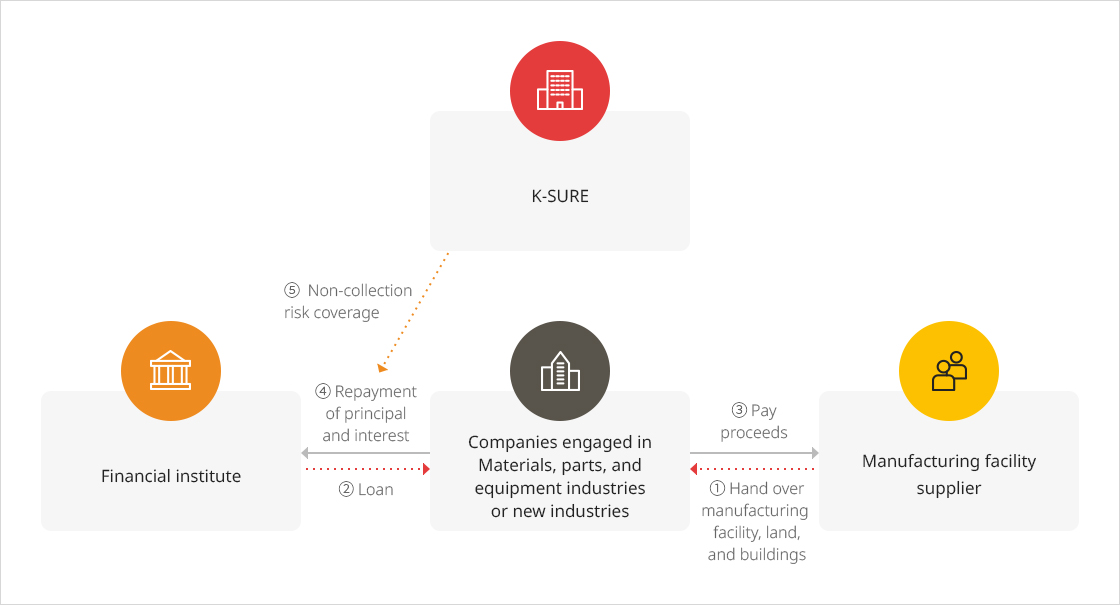 K-SURE
⑤ Non-collection
risk coverage
④ Repayment
of principal
and interest
② Loan
Financial institute
Companies engaged in
Materials, parts, and
equipment industries
or new industries
③ Pay
proceeds
① Hand over
manufacturing
facility, land,
and buildings
Manufacturing facility
supplier